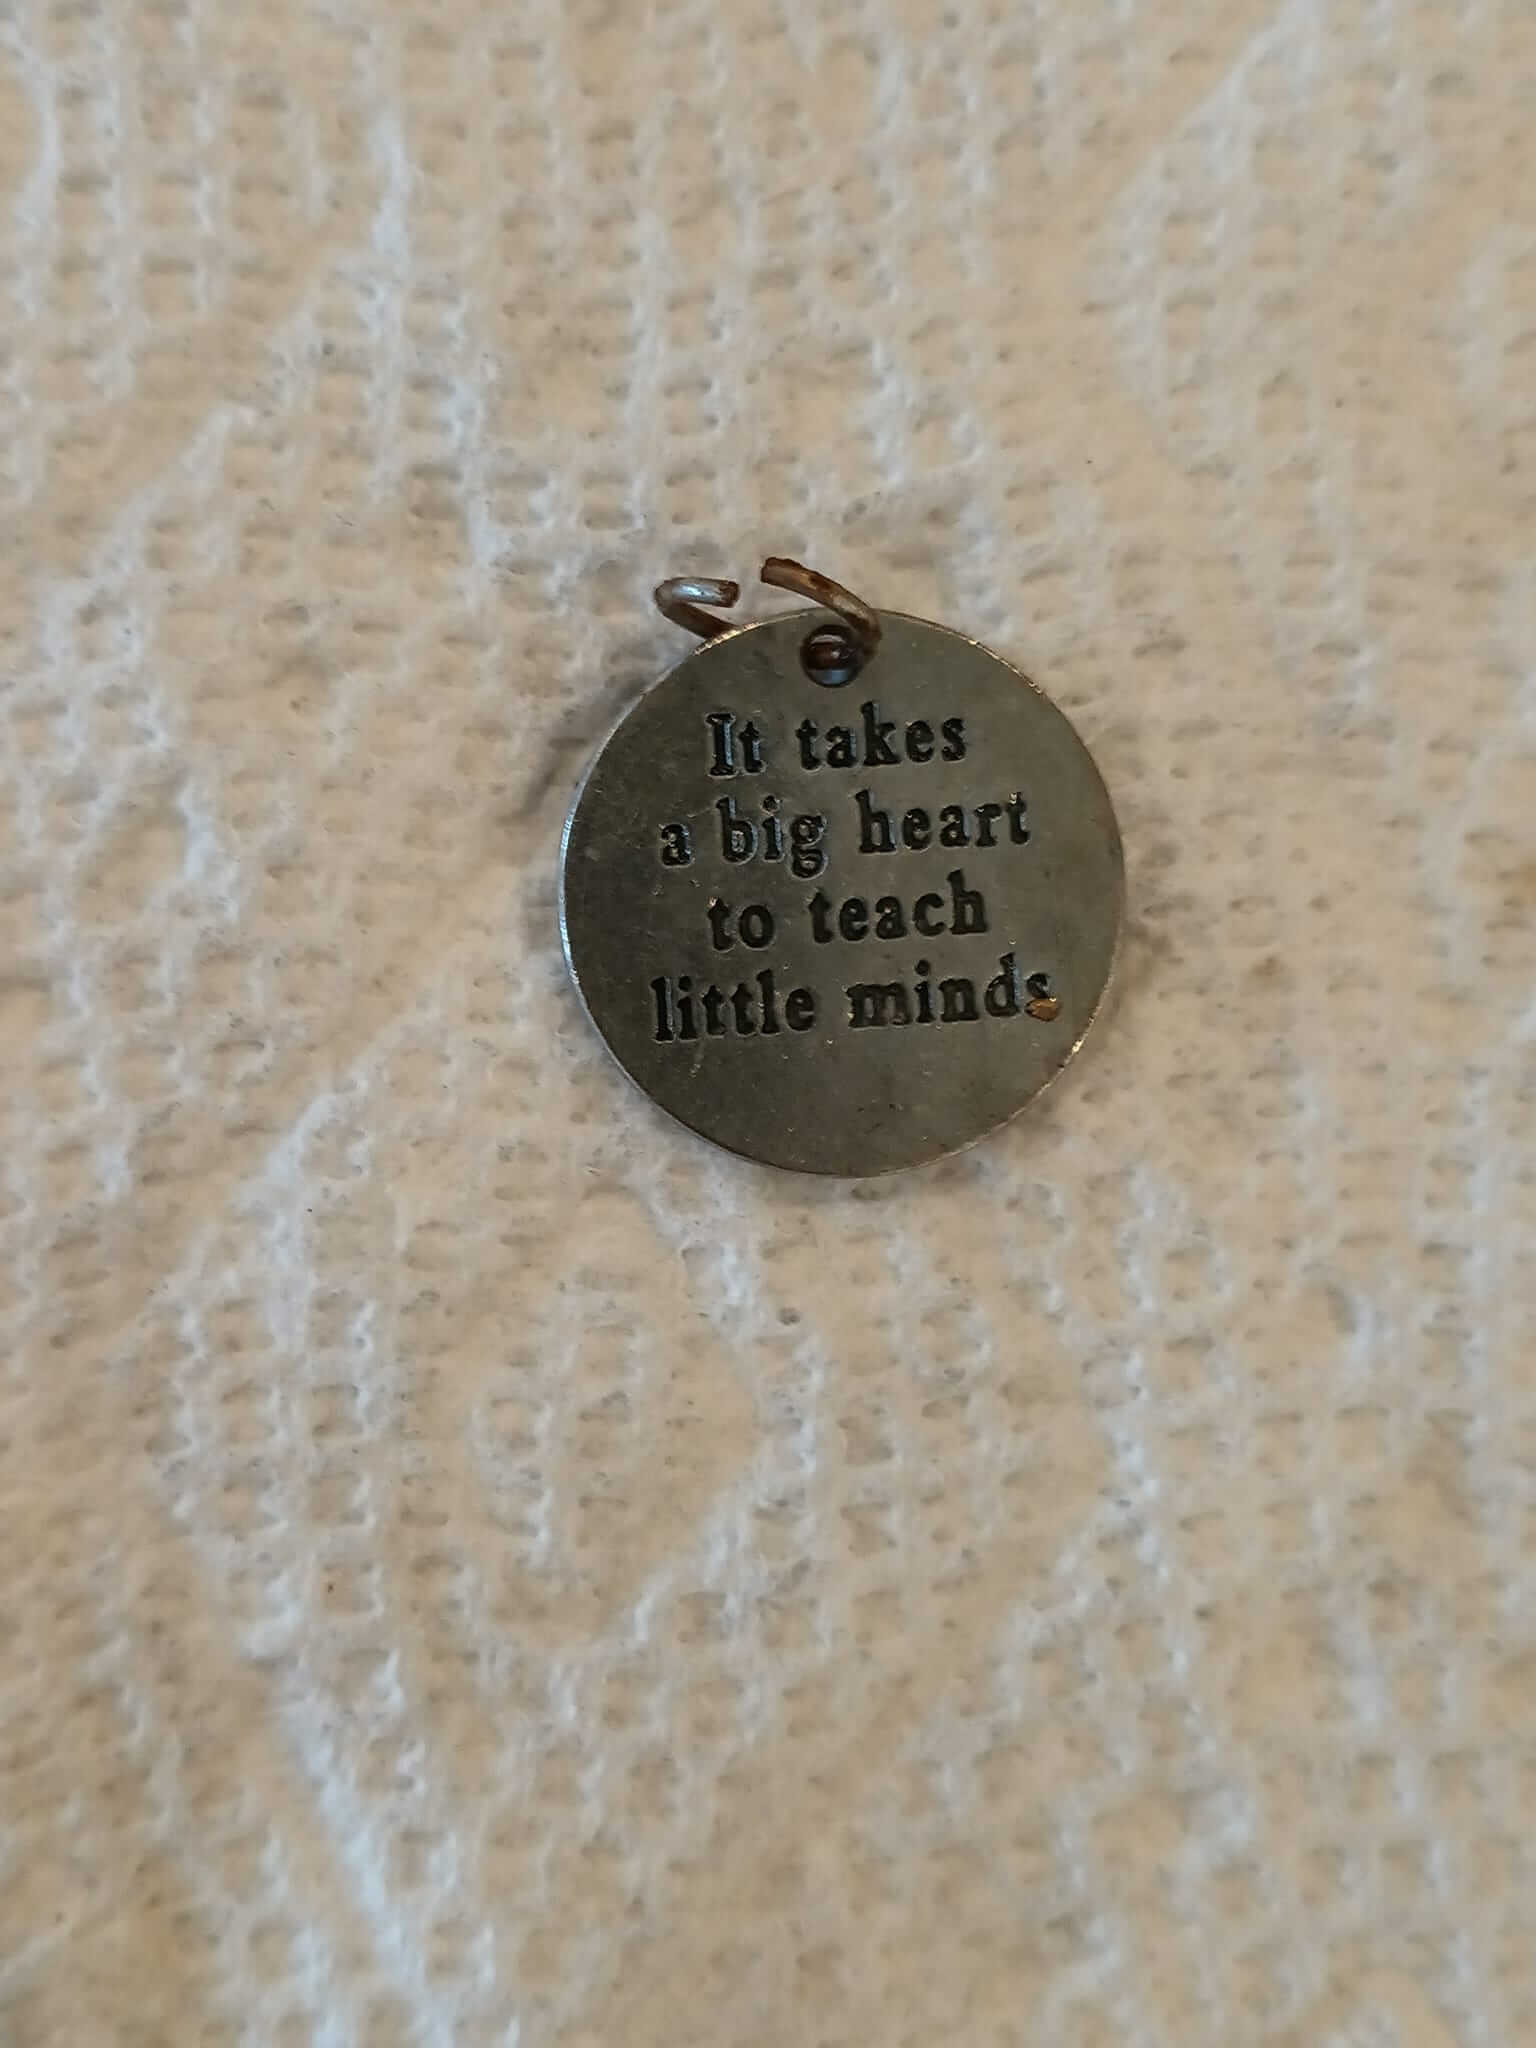 It takes
a big heart
to teach
little minds